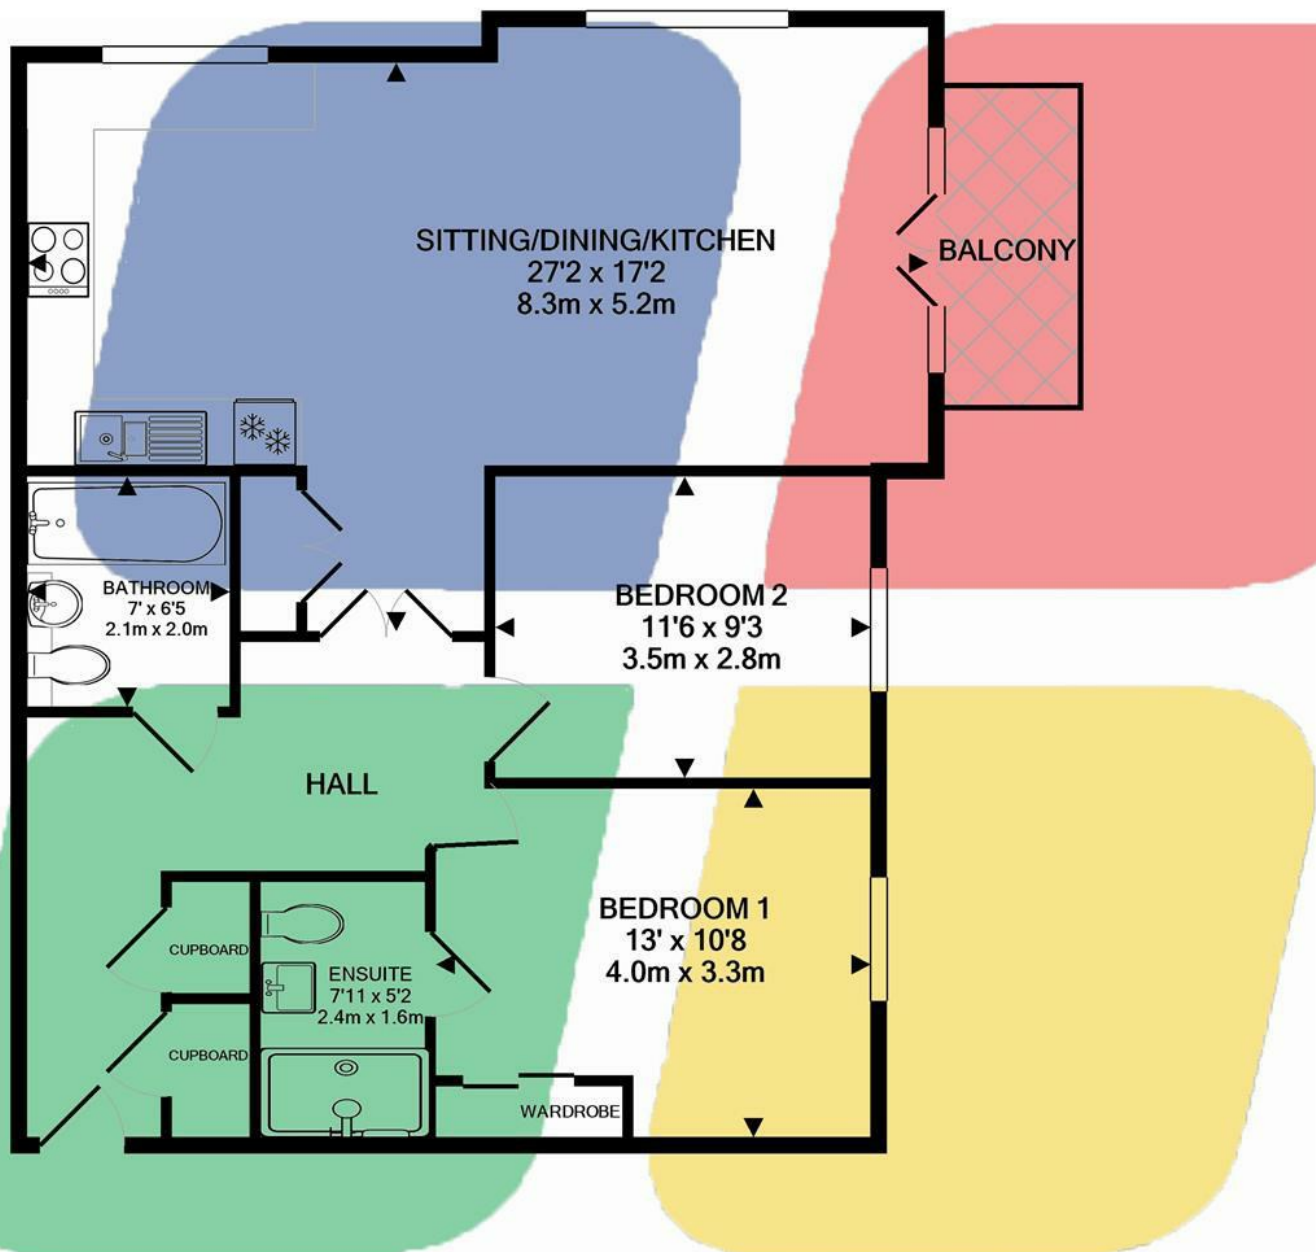 SITTING/DINING/KITCHEN
27'2 x 17'2
8.3m x 5.2m
BALCONY
BATHROOM
7' x 6'5
2.1m x 2.0m
BEDROOM 2
11'6 x 9'3
3.5m x 2.8m
HALL
BEDROOM 1
13' x 10'8
4.0m x 3.3m
CUPBOARD
ENSUITE
7'11 x 5'2
2.4m x 1.6m
CUPBOARD
WARDROBE